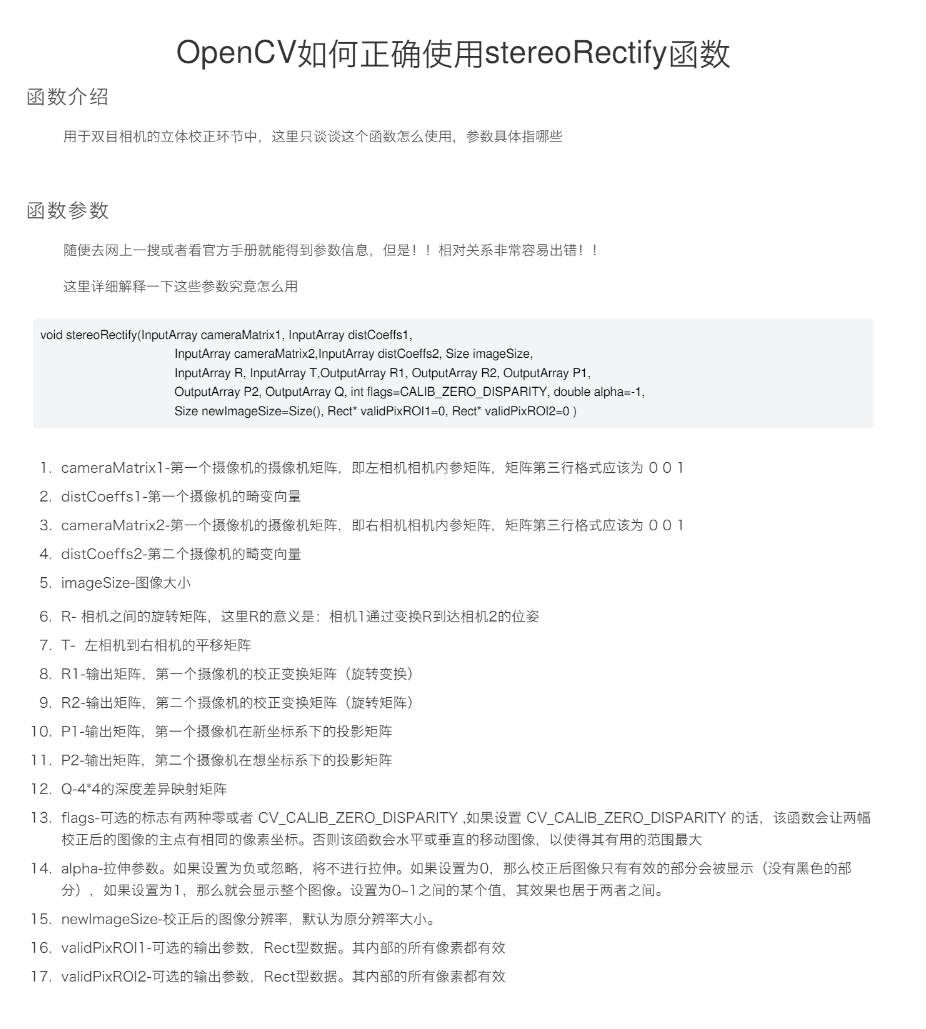 OpenCV如何正确使用stereoRectify函数
函数介绍
用于双目相机的立体校正环节中，这里只谈谈这个函数怎么使用，参数具体指哪些
函数参数
随便去网上一搜或者看官方手册就能得到参数信息，但是！！相对关系非常容易出错！！
这里详细解释一下这些参数究竟怎么用
void stereoRectify(InputArray cameraMatrix1, InputArray distCoeffs1,
InputArray cameraMatrix2,InputArray distCoeffs2, Size imageSize,
InputArray R, InputArray T,OutputArray R1, OutputArray R2, OutputArray P1,
OutputArray P2, OutputArray Q, int flags=CALIB_ZERO_DISPARITY, double alpha=-1,
Size newImageSize=Size(), Rect* validPixROI1=0, Rect* validPixROI2=0 )
1. cameraMatrix1-第一个摄像机的摄像机矩阵，即左相机相机内参矩阵，矩阵第三行格式应该为 0 0 1
2. distCoeffs1-第一个摄像机的畸变向量
3. cameraMatrix2-第一个摄像机的摄像机矩阵，即右相机相机内参矩阵，矩阵第三行格式应该为 0 0 1
4. distCoeffs2-第二个摄像机的畸变向量
5. imageSize-图像大小
6. R- 相机之间的旋转矩阵，这里R的意义是：相机1通过变换R到达相机2的位姿
7. T- 左相机到右相机的平移矩阵
8. R1-输出矩阵，第一个摄像机的校正变换矩阵（旋转变换）
9. R2-输出矩阵，第二个摄像机的校正变换矩阵（旋转矩阵）
10. P1-输出矩阵，第一个摄像机在新坐标系下的投影矩阵
11. P2-输出矩阵，第二个摄像机在想坐标系下的投影矩阵
12. Q-4*4的深度差异映射矩阵
13. flags-可选的标志有两种零或者 CV_CALIB_ZERO_DISPARITY ,如果设置 CV_CALIB_ZERO_DISPARITY 的话，该函数会让两幅
校正后的图像的主点有相同的像素坐标。否则该函数会水平或垂直的移动图像，以使得其有用的范围最大
14. alpha-拉伸参数。如果设置为负或忽略，将不进行拉伸。如果设置为0，那么校正后图像只有有效的部分会被显示（没有黑色的部
分），如果设置为1，那么就会显示整个图像。设置为0~1之间的某个值，其效果也居于两者之间。
15. newImageSize-校正后的图像分辨率，默认为原分辨率大小。
16. validPixROI1-可选的输出参数，Rect型数据。其内部的所有像素都有效
17. validPixROI2-可选的输出参数，Rect型数据。其内部的所有像素都有效